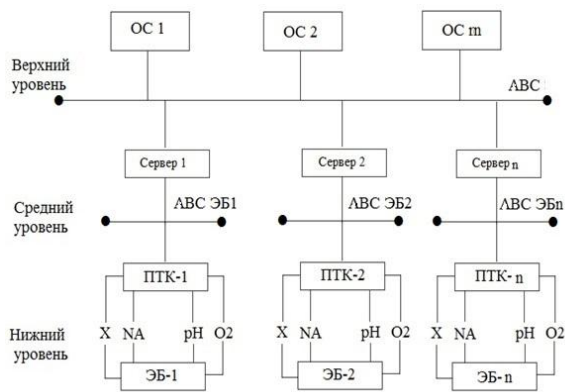 ОС 1 ОС 2 ОС m
Верхний
уровень
ЛВС
Сервер 1 Сервер 2 Сервер n
Средний
уровень
ЛВС ЭБ1 ЛВС ЭБ2 ЛВС ЭБn
ПТК-1 ПТК-2 ПТК- n
Нижний
уровень
X NA pH O2 X NA pH O2 X NA pH O2
ЭБ-1 ЭБ-2 ЭБ- n